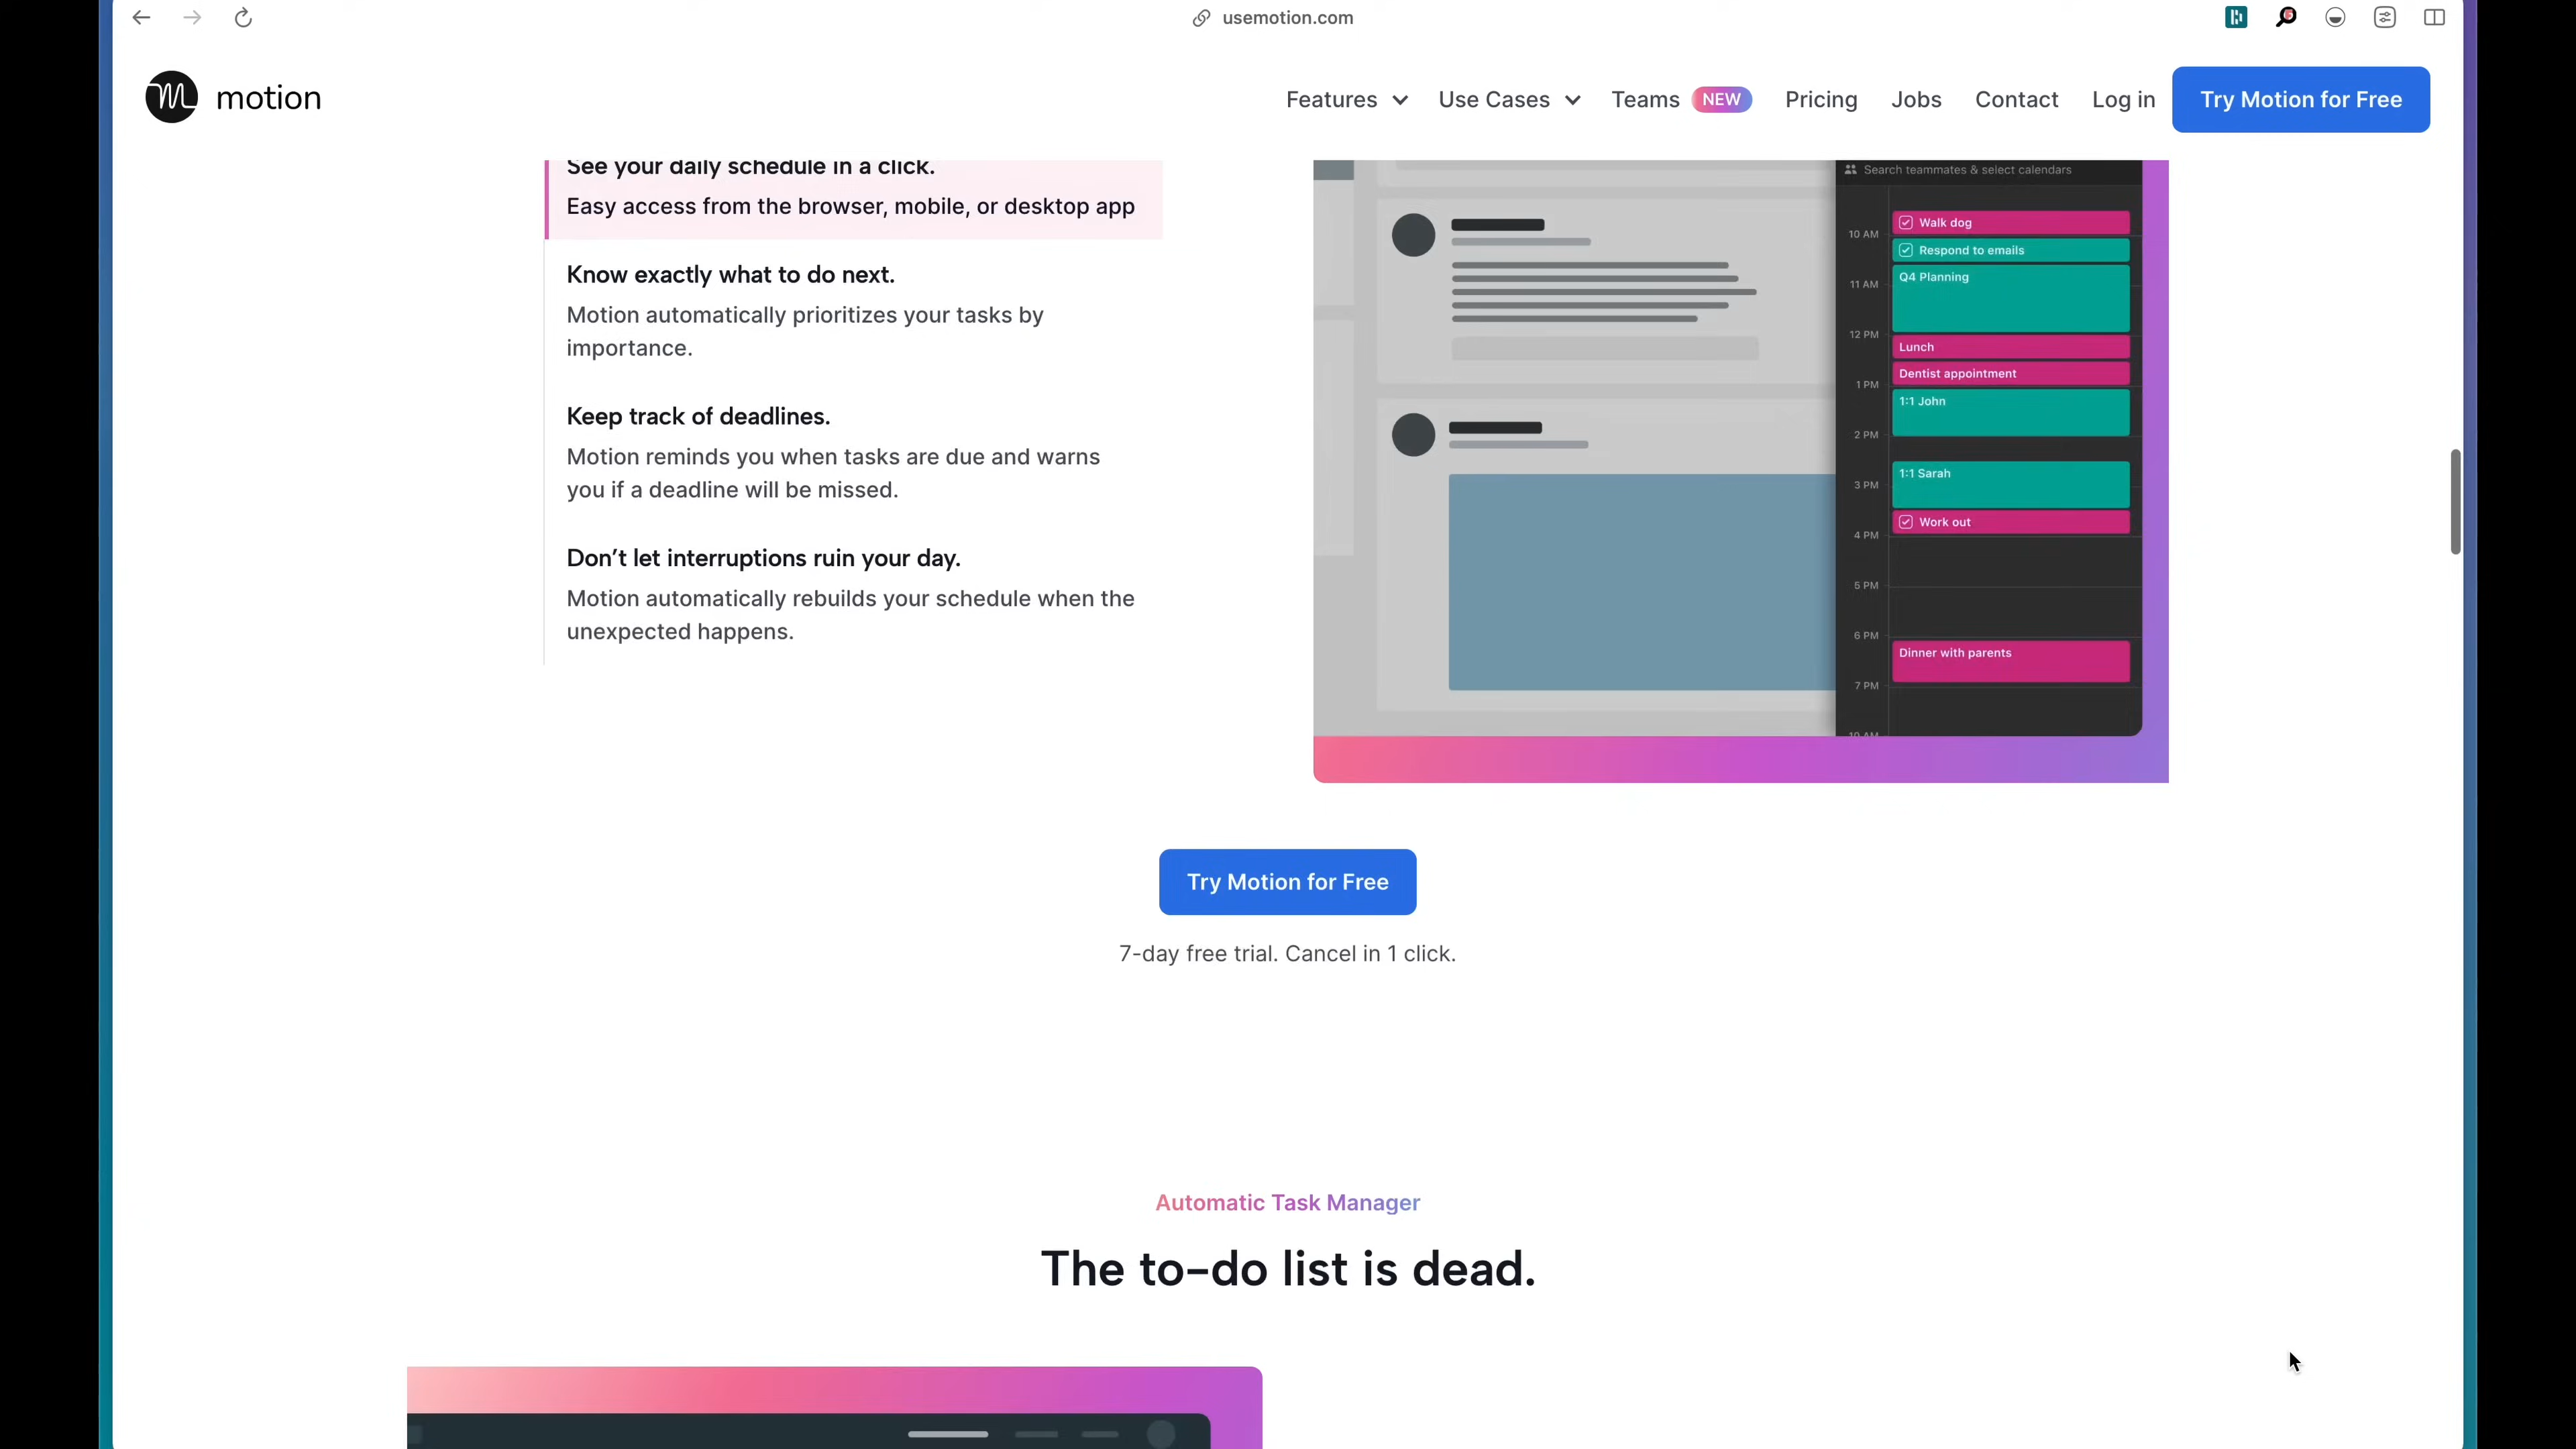 usemotion.com
motion
Features
Use Cases
Teams NEW
Pricing
Jobs
Contact
Log in
Try Motion for Free
See your daily schedule in a click.
Easy access from the browser, mobile, or desktop app
Know exactly what to do next.
Motion automatically prioritizes your tasks by
importance.
Keep track of deadlines.
Motion reminds you when tasks are due and warns
you if a deadline will be missed.
Don’t let interruptions ruin your day.
Motion automatically rebuilds your schedule when the
unexpected happens.
Search teammates & select calendars
Walk dog
10 AM
Respond to emails
Q4 Planning
11 AM
12 PM
Lunch
Dentist appointment
1 PM
1:1 John
2 PM
1:1 Sarah
3 PM
Work out
4 PM
5 PM
6 PM
Dinner with parents
7 PM
Try Motion for Free
7-day free trial. Cancel in 1 click.
Automatic Task Manager
The to-do list is dead.